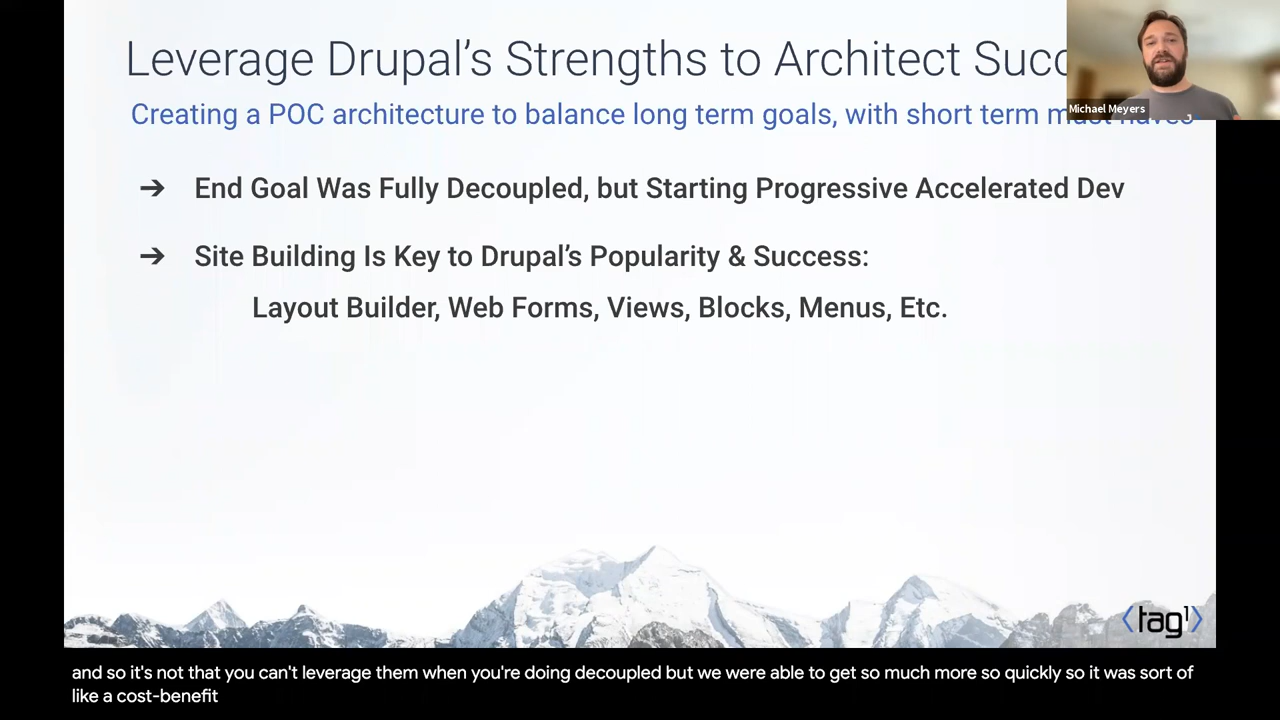 Leverage Drupal's Strengths to Architect Succ
Michael Meyers
Creating a POC architecture to balance long term goals, with short term must haves
➔ End Goal Was Fully Decoupled, but Starting Progressive Accelerated Dev
➔ Site Building Is Key to Drupal's Popularity & Success:
Layout Builder, Web Forms, Views, Blocks, Menus, Etc.
⟨tag1⟩
and so it's not that you can't leverage them when you're doing decoupled but we were able to get so much more so quickly so it was sort of
like a cost-benefit